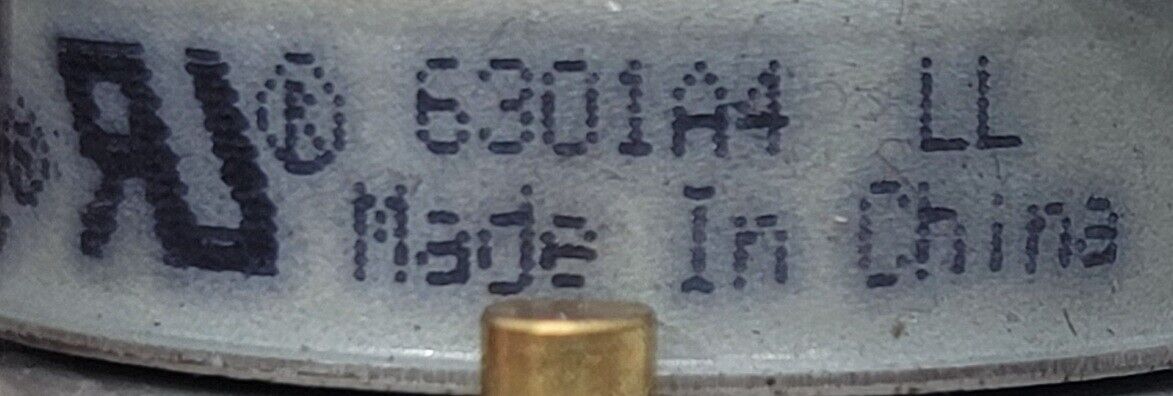 ® 6301A4 LL
Made In China